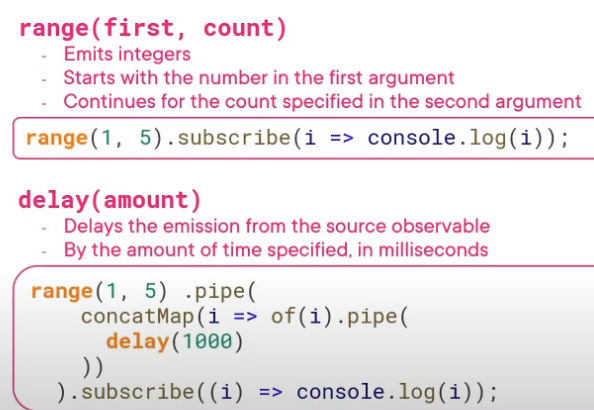 range(first, count)
- Emits integers
- Starts with the number in the first argument
- Continues for the count specified in the second argument
range(1, 5).subscribe(i => console.log(i));
delay(amount)
- Delays the emission from the source observable
- By the amount of time specified, in milliseconds
range(1, 5) .pipe(
concatMap(i => of(i).pipe(
delay(1000)
))
).subscribe((i) => console.log(i));